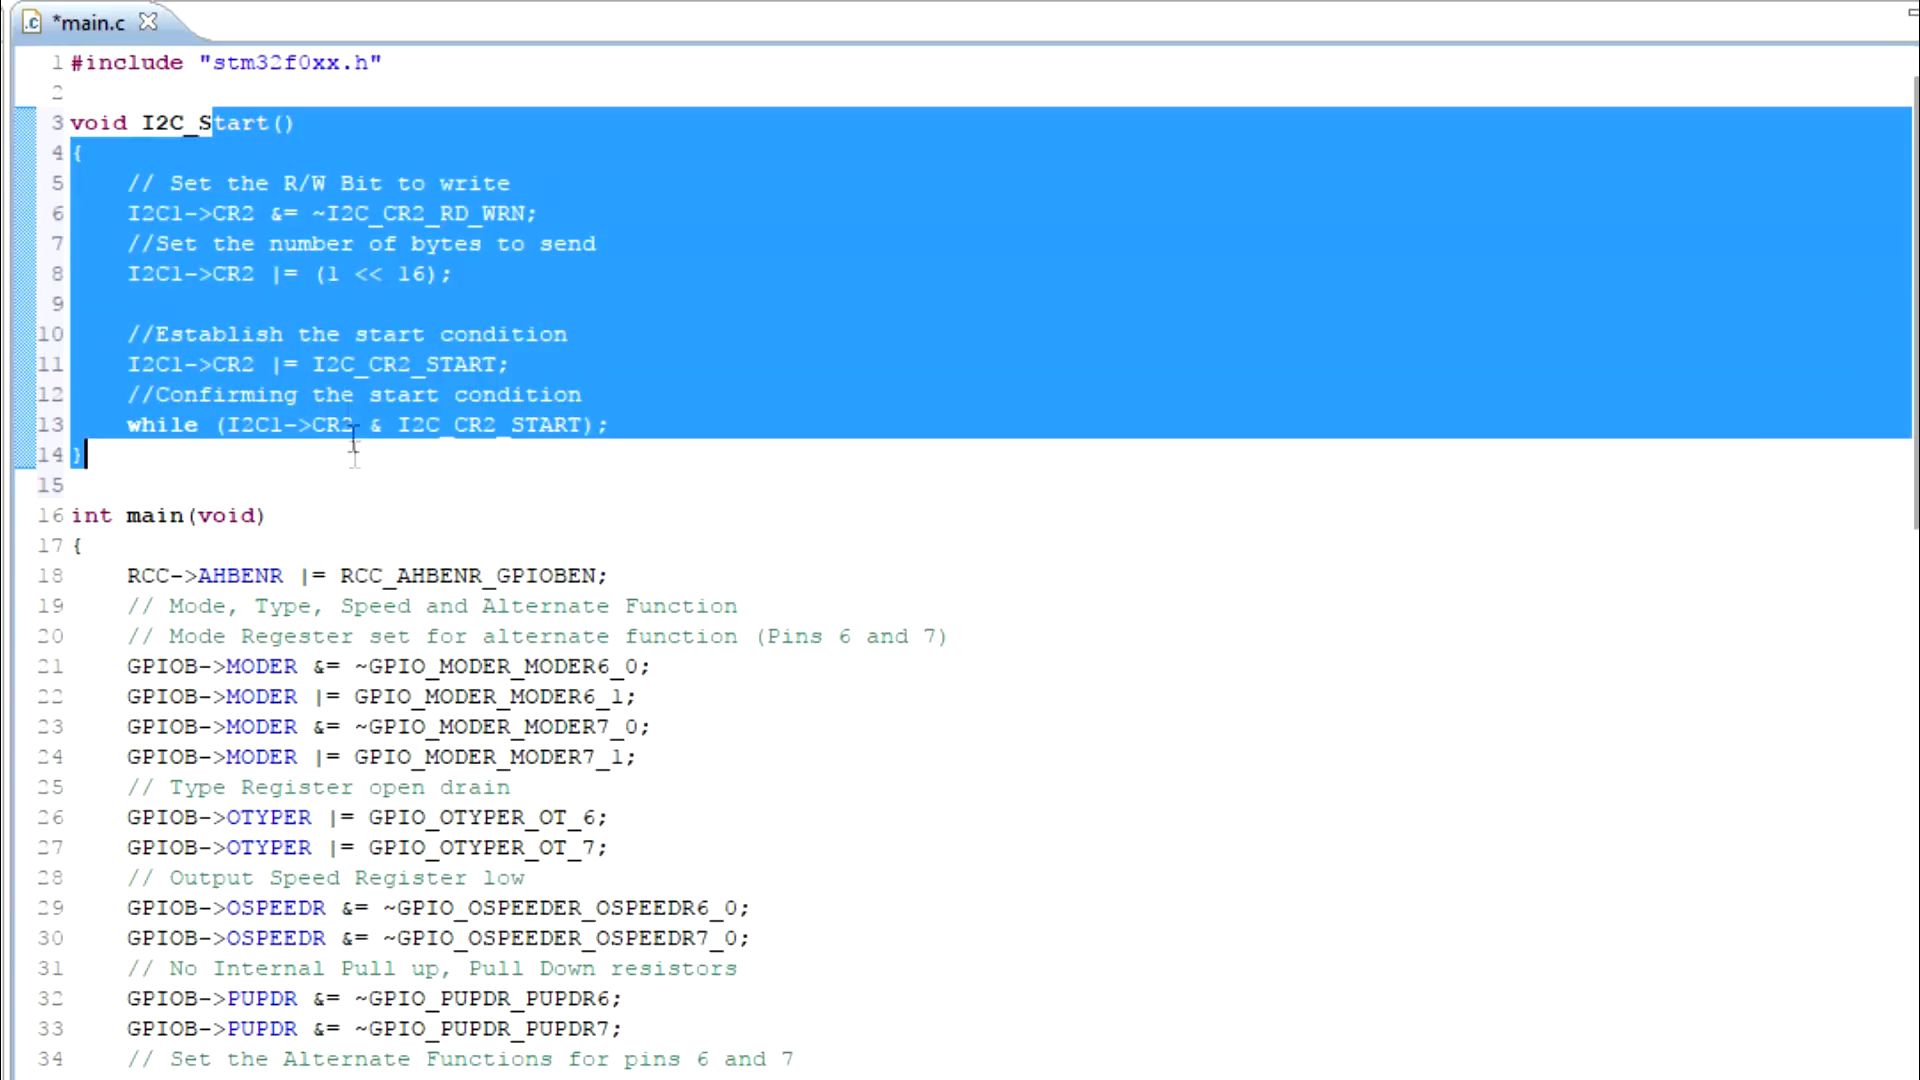 *main.c
1 #include "stm32f0xx.h"
2
3 void I2C_Start()
4 {
5 // Set the R/W Bit to write
6 I2C1->CR2 &= ~I2C_CR2_RD_WRN;
7 //Set the number of bytes to send
8 I2C1->CR2 |= (1 << 16);
9
10 //Establish the start condition
11 I2C1->CR2 |= I2C_CR2_START;
12 //Confirming the start condition
13 while (I2C1->CR2 & I2C_CR2_START);
14 }
15
16 int main(void)
17 {
18 RCC->AHBENR |= RCC_AHBENR_GPIOBEN;
19 // Mode, Type, Speed and Alternate Function
20 // Mode Regester set for alternate function (Pins 6 and 7)
21 GPIOB->MODER &= ~GPIO_MODER_MODER6_0;
22 GPIOB->MODER |= GPIO_MODER_MODER6_1;
23 GPIOB->MODER &= ~GPIO_MODER_MODER7_0;
24 GPIOB->MODER |= GPIO_MODER_MODER7_1;
25 // Type Register open drain
26 GPIOB->OTYPER |= GPIO_OTYPER_OT_6;
27 GPIOB->OTYPER |= GPIO_OTYPER_OT_7;
28 // Output Speed Register low
29 GPIOB->OSPEEDR &= ~GPIO_OSPEEDER_OSPEEDR6_0;
30 GPIOB->OSPEEDR &= ~GPIO_OSPEEDER_OSPEEDR7_0;
31 // No Internal Pull up, Pull Down resistors
32 GPIOB->PUPDR &= ~GPIO_PUPDR_PUPDR6;
33 GPIOB->PUPDR &= ~GPIO_PUPDR_PUPDR7;
34 // Set the Alternate Functions for pins 6 and 7